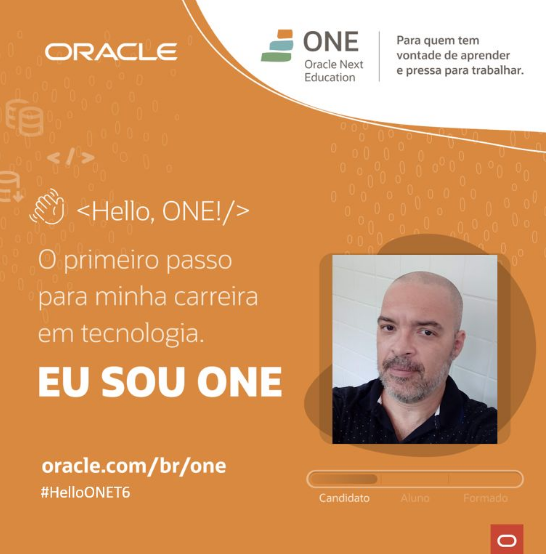 ORACLE
ONE
Oracle Next
Education
Para quem tem
vontade de aprender
e pressa para trabalhar.
</>
<Hello, ONE!/>
O primeiro passo
para minha carreira
em tecnologia.
EU SOU ONE
oracle.com/br/one
#HelloONET6
Candidato Aluno Formado